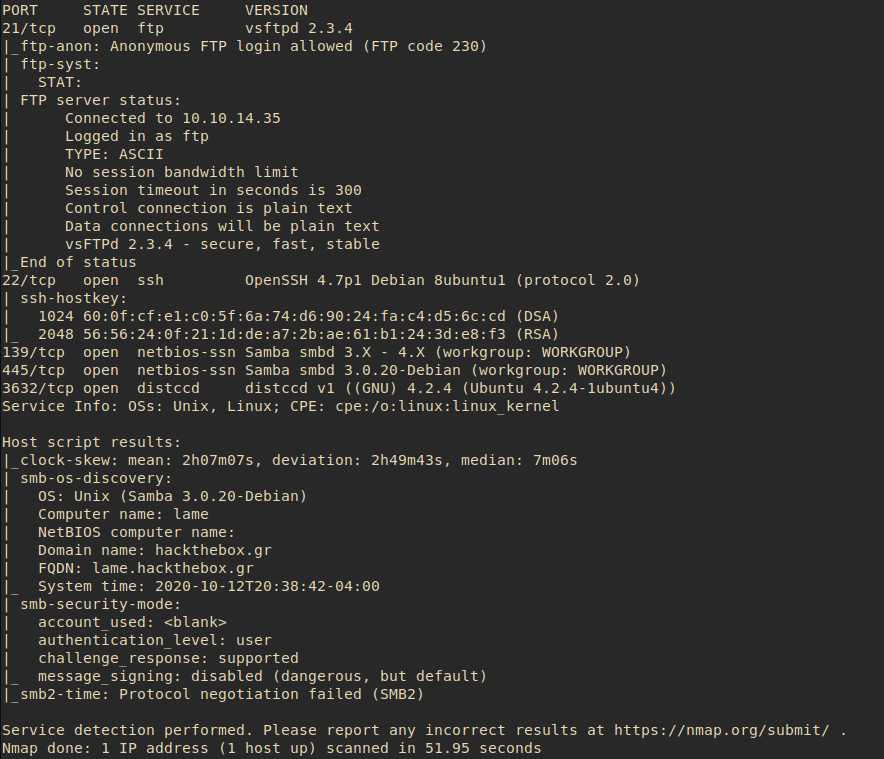 PORT     STATE SERVICE     VERSION
21/tcp   open  ftp         vsftpd 2.3.4
|_ftp-anon: Anonymous FTP login allowed (FTP code 230)
| ftp-syst:
|   STAT:
| FTP server status:
|      Connected to 10.10.14.35
|      Logged in as ftp
|      TYPE: ASCII
|      No session bandwidth limit
|      Session timeout in seconds is 300
|      Control connection is plain text
|      Data connections will be plain text
|      vsFTPd 2.3.4 - secure, fast, stable
|_End of status
22/tcp   open  ssh         OpenSSH 4.7p1 Debian 8ubuntu1 (protocol 2.0)
| ssh-hostkey:
|   1024 60:0f:cf:e1:c0:5f:6a:74:d6:90:24:fa:c4:d5:6c:cd (DSA)
|_  2048 56:56:24:0f:21:1d:de:a7:2b:ae:61:b1:24:3d:e8:f3 (RSA)
139/tcp  open  netbios-ssn Samba smbd 3.X - 4.X (workgroup: WORKGROUP)
445/tcp  open  netbios-ssn Samba smbd 3.0.20-Debian (workgroup: WORKGROUP)
3632/tcp open  distccd     distccd v1 ((GNU) 4.2.4 (Ubuntu 4.2.4-1ubuntu4))
Service Info: OSs: Unix, Linux; CPE: cpe:/o:linux:linux_kernel

Host script results:
|_clock-skew: mean: 2h07m07s, deviation: 2h49m43s, median: 7m06s
| smb-os-discovery:
|   OS: Unix (Samba 3.0.20-Debian)
|   Computer name: lame
|   NetBIOS computer name:
|   Domain name: hackthebox.gr
|   FQDN: lame.hackthebox.gr
|_  System time: 2020-10-12T20:38:42-04:00
| smb-security-mode:
|   account_used: <blank>
|   authentication_level: user
|   challenge_response: supported
|_  message_signing: disabled (dangerous, but default)
|_smb2-time: Protocol negotiation failed (SMB2)

Service detection performed. Please report any incorrect results at https://nmap.org/submit/ .
Nmap done: 1 IP address (1 host up) scanned in 51.95 seconds